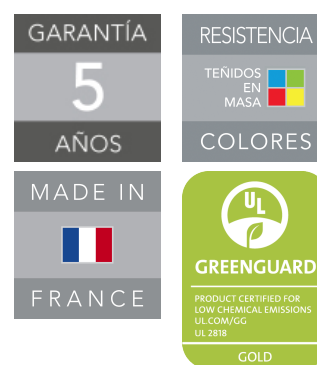 GARANTÍA
5
AÑOS
RESISTENCIA
TEÑIDOS
EN
MASA
COLORES
MADE IN
FRANCE
UL
GREENGUARD
PRODUCT CERTIFIED FOR
LOW CHEMICAL EMISSIONS
UL.COM/GG
UL 2818
GOLD